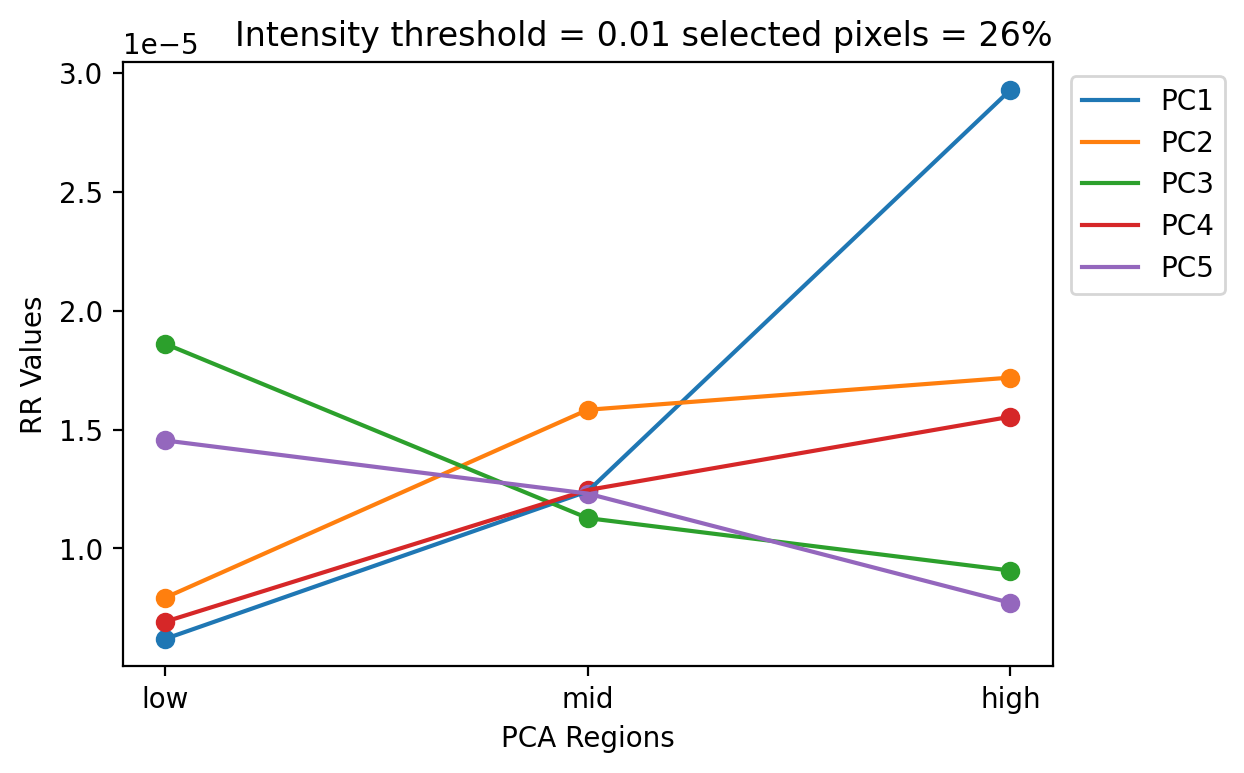 1e−5
Intensity threshold = 0.01 selected pixels = 26%
3.0
2.5
2.0
1.5
1.0
RR Values
low
mid
high
PCA Regions
PC1
PC2
PC3
PC4
PC5